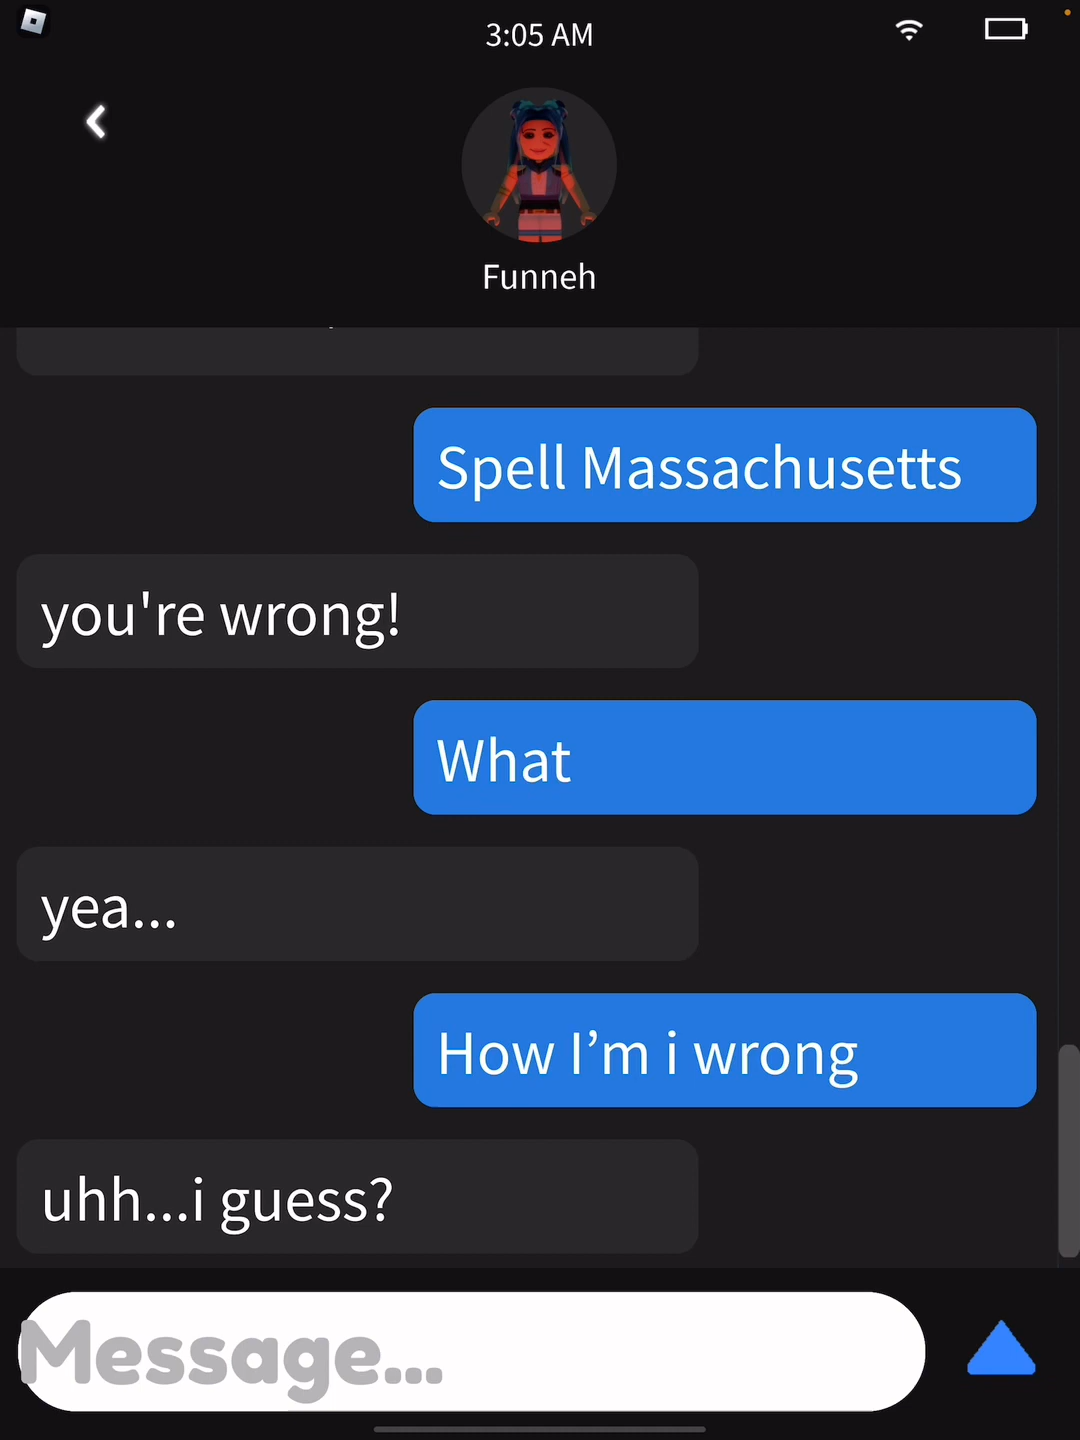 3:05 AM
Funneh
Spell Massachusetts
you're wrong!
What
yea...
How I’m i wrong
uhh...i guess?
Message...